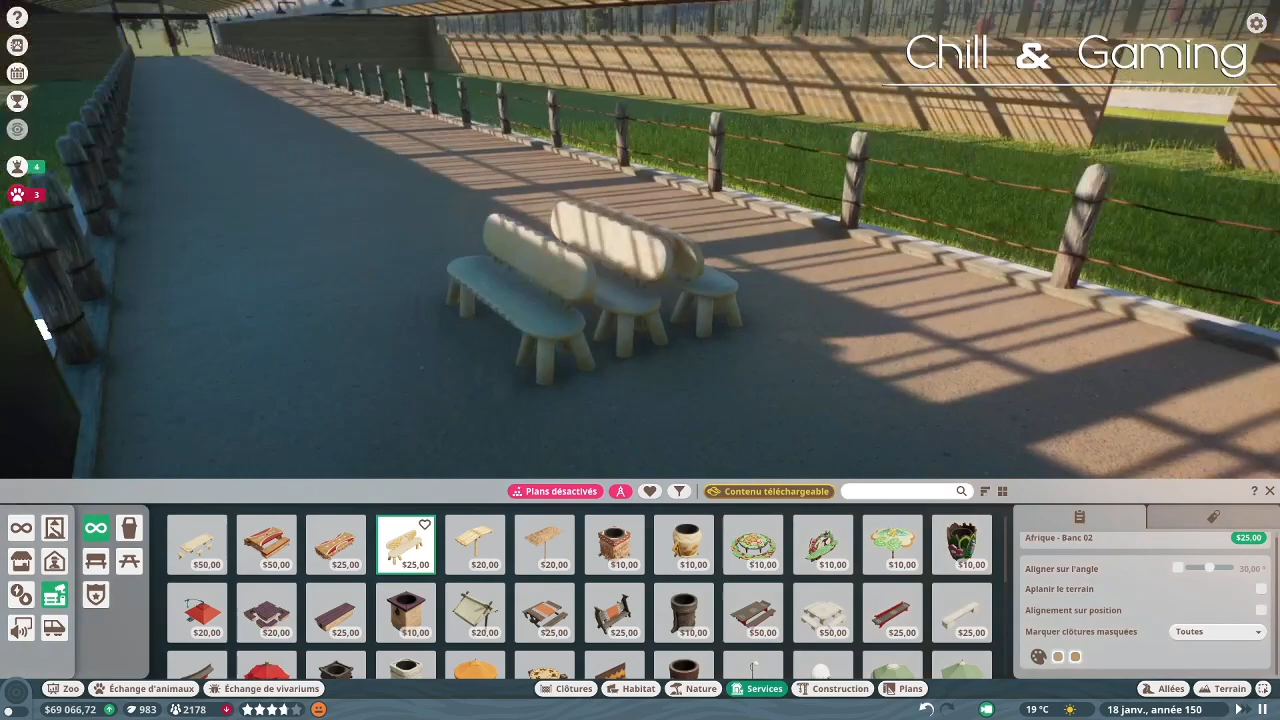 Chill & Gaming
4
3
Plans désactivés
Contenu téléchargeable
$50,00 $50,00 $25,00 $25,00 $20,00 $20,00 $10,00 $10,00 $10,00 $10,00 $10,00 $10,00
$20,00 $20,00 $25,00 $10,00 $20,00 $25,00 $25,00 $10,00 $50,00 $50,00 $25,00 $25,00
Afrique - Banc 02 $25,00
Aligner sur l'angle 30,00 °
Aplanir le terrain
Alignement sur position
Marquer clôtures masquées Toutes
Zoo Échange d'animaux Échange de vivariums Clôtures Habitat Nature Services Construction Plans Allées Terrain
$69 066,72 983 2178 19 °C 18 janv., année 150